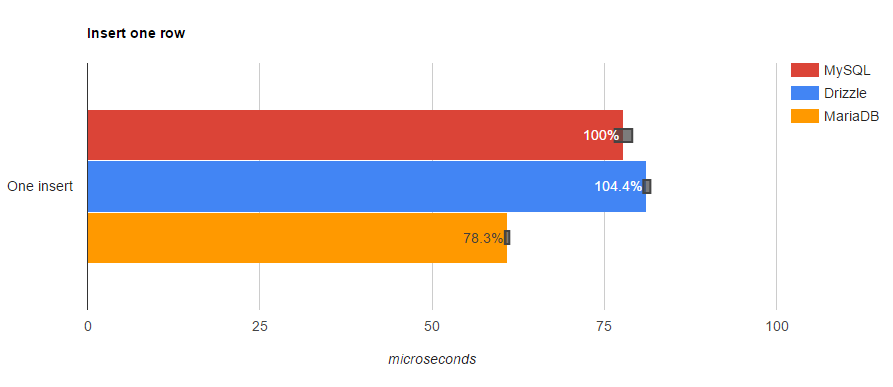 Insert one row
MySQL
Drizzle
MariaDB
One insert
100%
104.4%
78.3%
0
25
50
75
100
microseconds